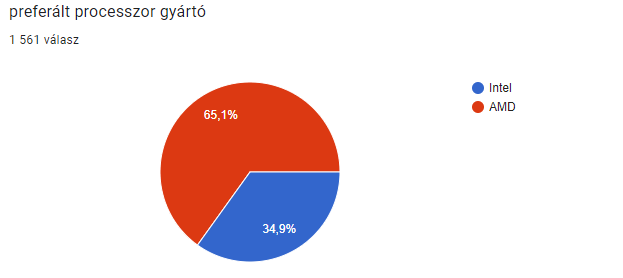 preferált processzor gyártó
1 561 válasz
Intel
AMD
65,1%
34,9%